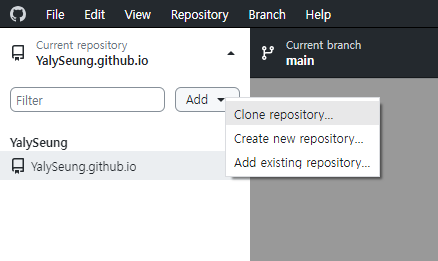 File Edit View Repository Branch Help
Current repository
YalySeung.github.io
Current branch
main
Filter
Add
Clone repository...
Create new repository...
Add existing repository...
YalySeung
YalySeung.github.io